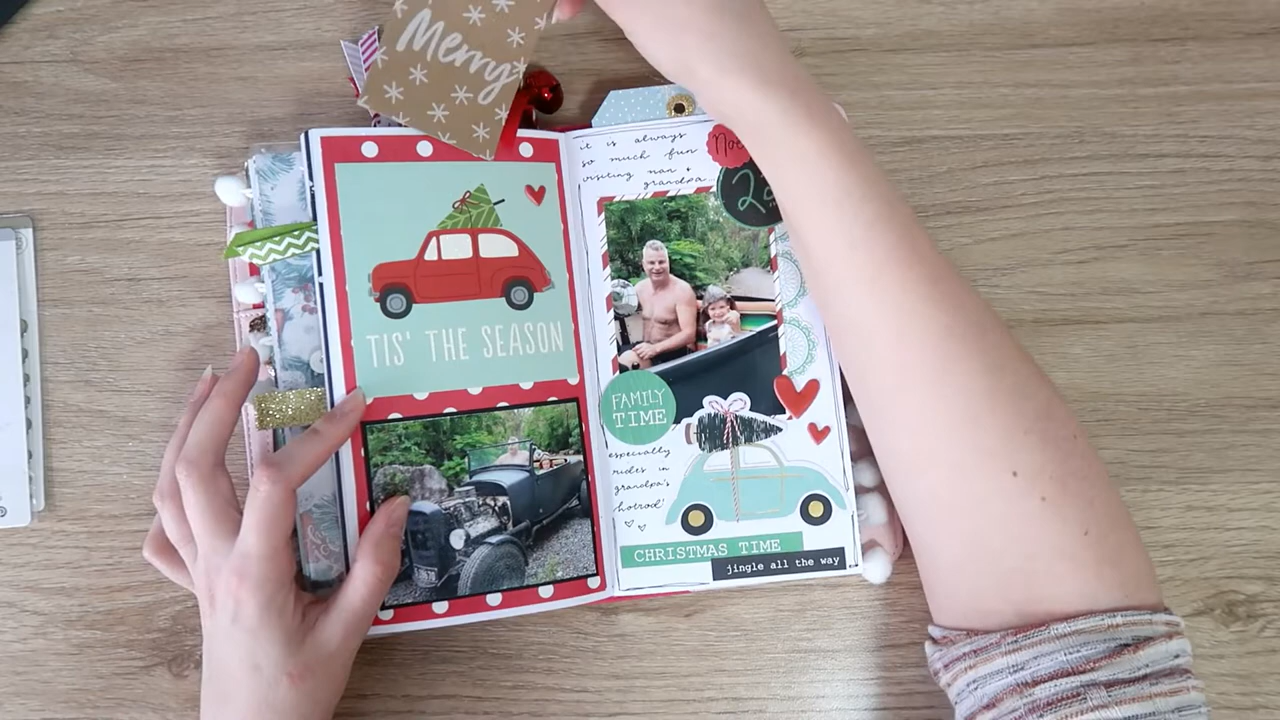 Merry
TIS' THE SEASON
it is always
so much fun
visiting nan &
grandpa
FAMILY
TIME
especially
rides in
grandpa's
hotrod!
CHRISTMAS TIME
jingle all the way